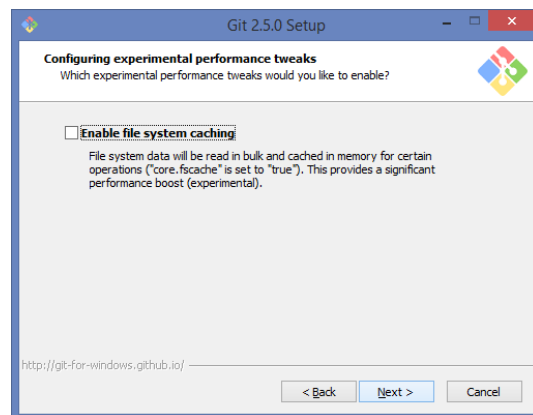 Git 2.5.0 Setup
Configuring experimental performance tweaks
Which experimental performance tweaks would you like to enable?
Enable file system caching
File system data will be read in bulk and cached in memory for certain
operations ("core.fscache" is set to "true"). This provides a significant
performance boost (experimental).
http://git-for-windows.github.io/
< Back Next > Cancel